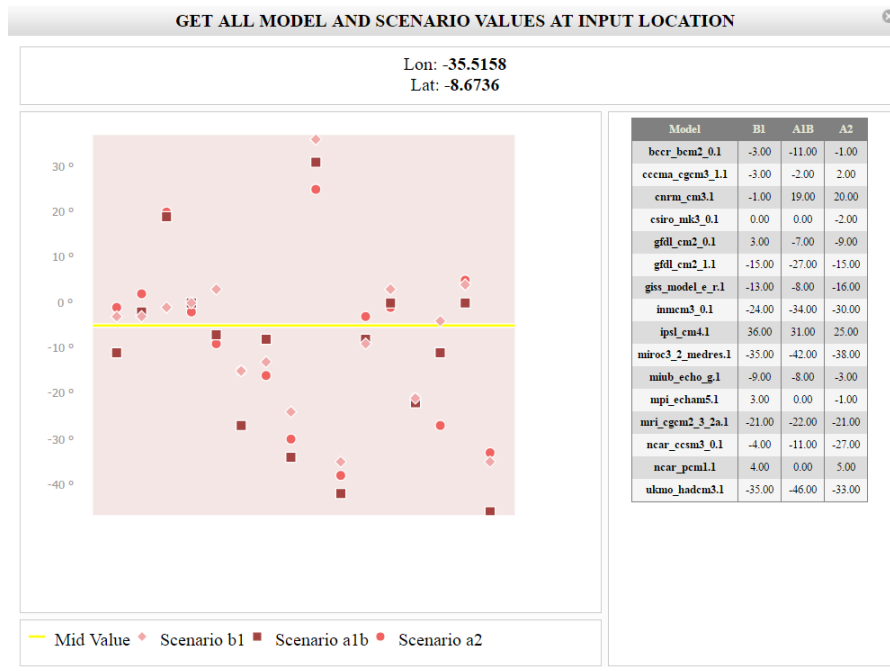 GET ALL MODEL AND SCENARIO VALUES AT INPUT LOCATION
Lon: -35.5158
Lat: -8.6736
30 º
20 º
10 º
0 º
-10 º
-20 º
-30 º
-40 º
Mid Value Scenario b1 Scenario a1b Scenario a2
Model B1 A1B A2
bccr_bcm2_0.1 -3.00 -11.00 -1.00
cccma_cgcm3_1.1 -3.00 -2.00 2.00
cnrm_cm3.1 -1.00 19.00 20.00
csiro_mk3_0.1 0.00 0.00 -2.00
gfdl_cm2_0.1 3.00 -7.00 -9.00
gfdl_cm2_1.1 -15.00 -27.00 -15.00
giss_model_e_r.1 -13.00 -8.00 -16.00
inmcm3_0.1 -24.00 -34.00 -30.00
ipsl_cm4.1 36.00 31.00 25.00
miroc3_2_medres.1 -35.00 -42.00 -38.00
miub_echo_g.1 -9.00 -8.00 -3.00
mpi_echam5.1 3.00 0.00 -1.00
mri_cgcm2_3_2a.1 -21.00 -22.00 -21.00
ncar_ccsm3_0.1 -4.00 -11.00 -27.00
ncar_pcm1.1 4.00 0.00 5.00
ukmo_hadcm3.1 -35.00 -46.00 -33.00